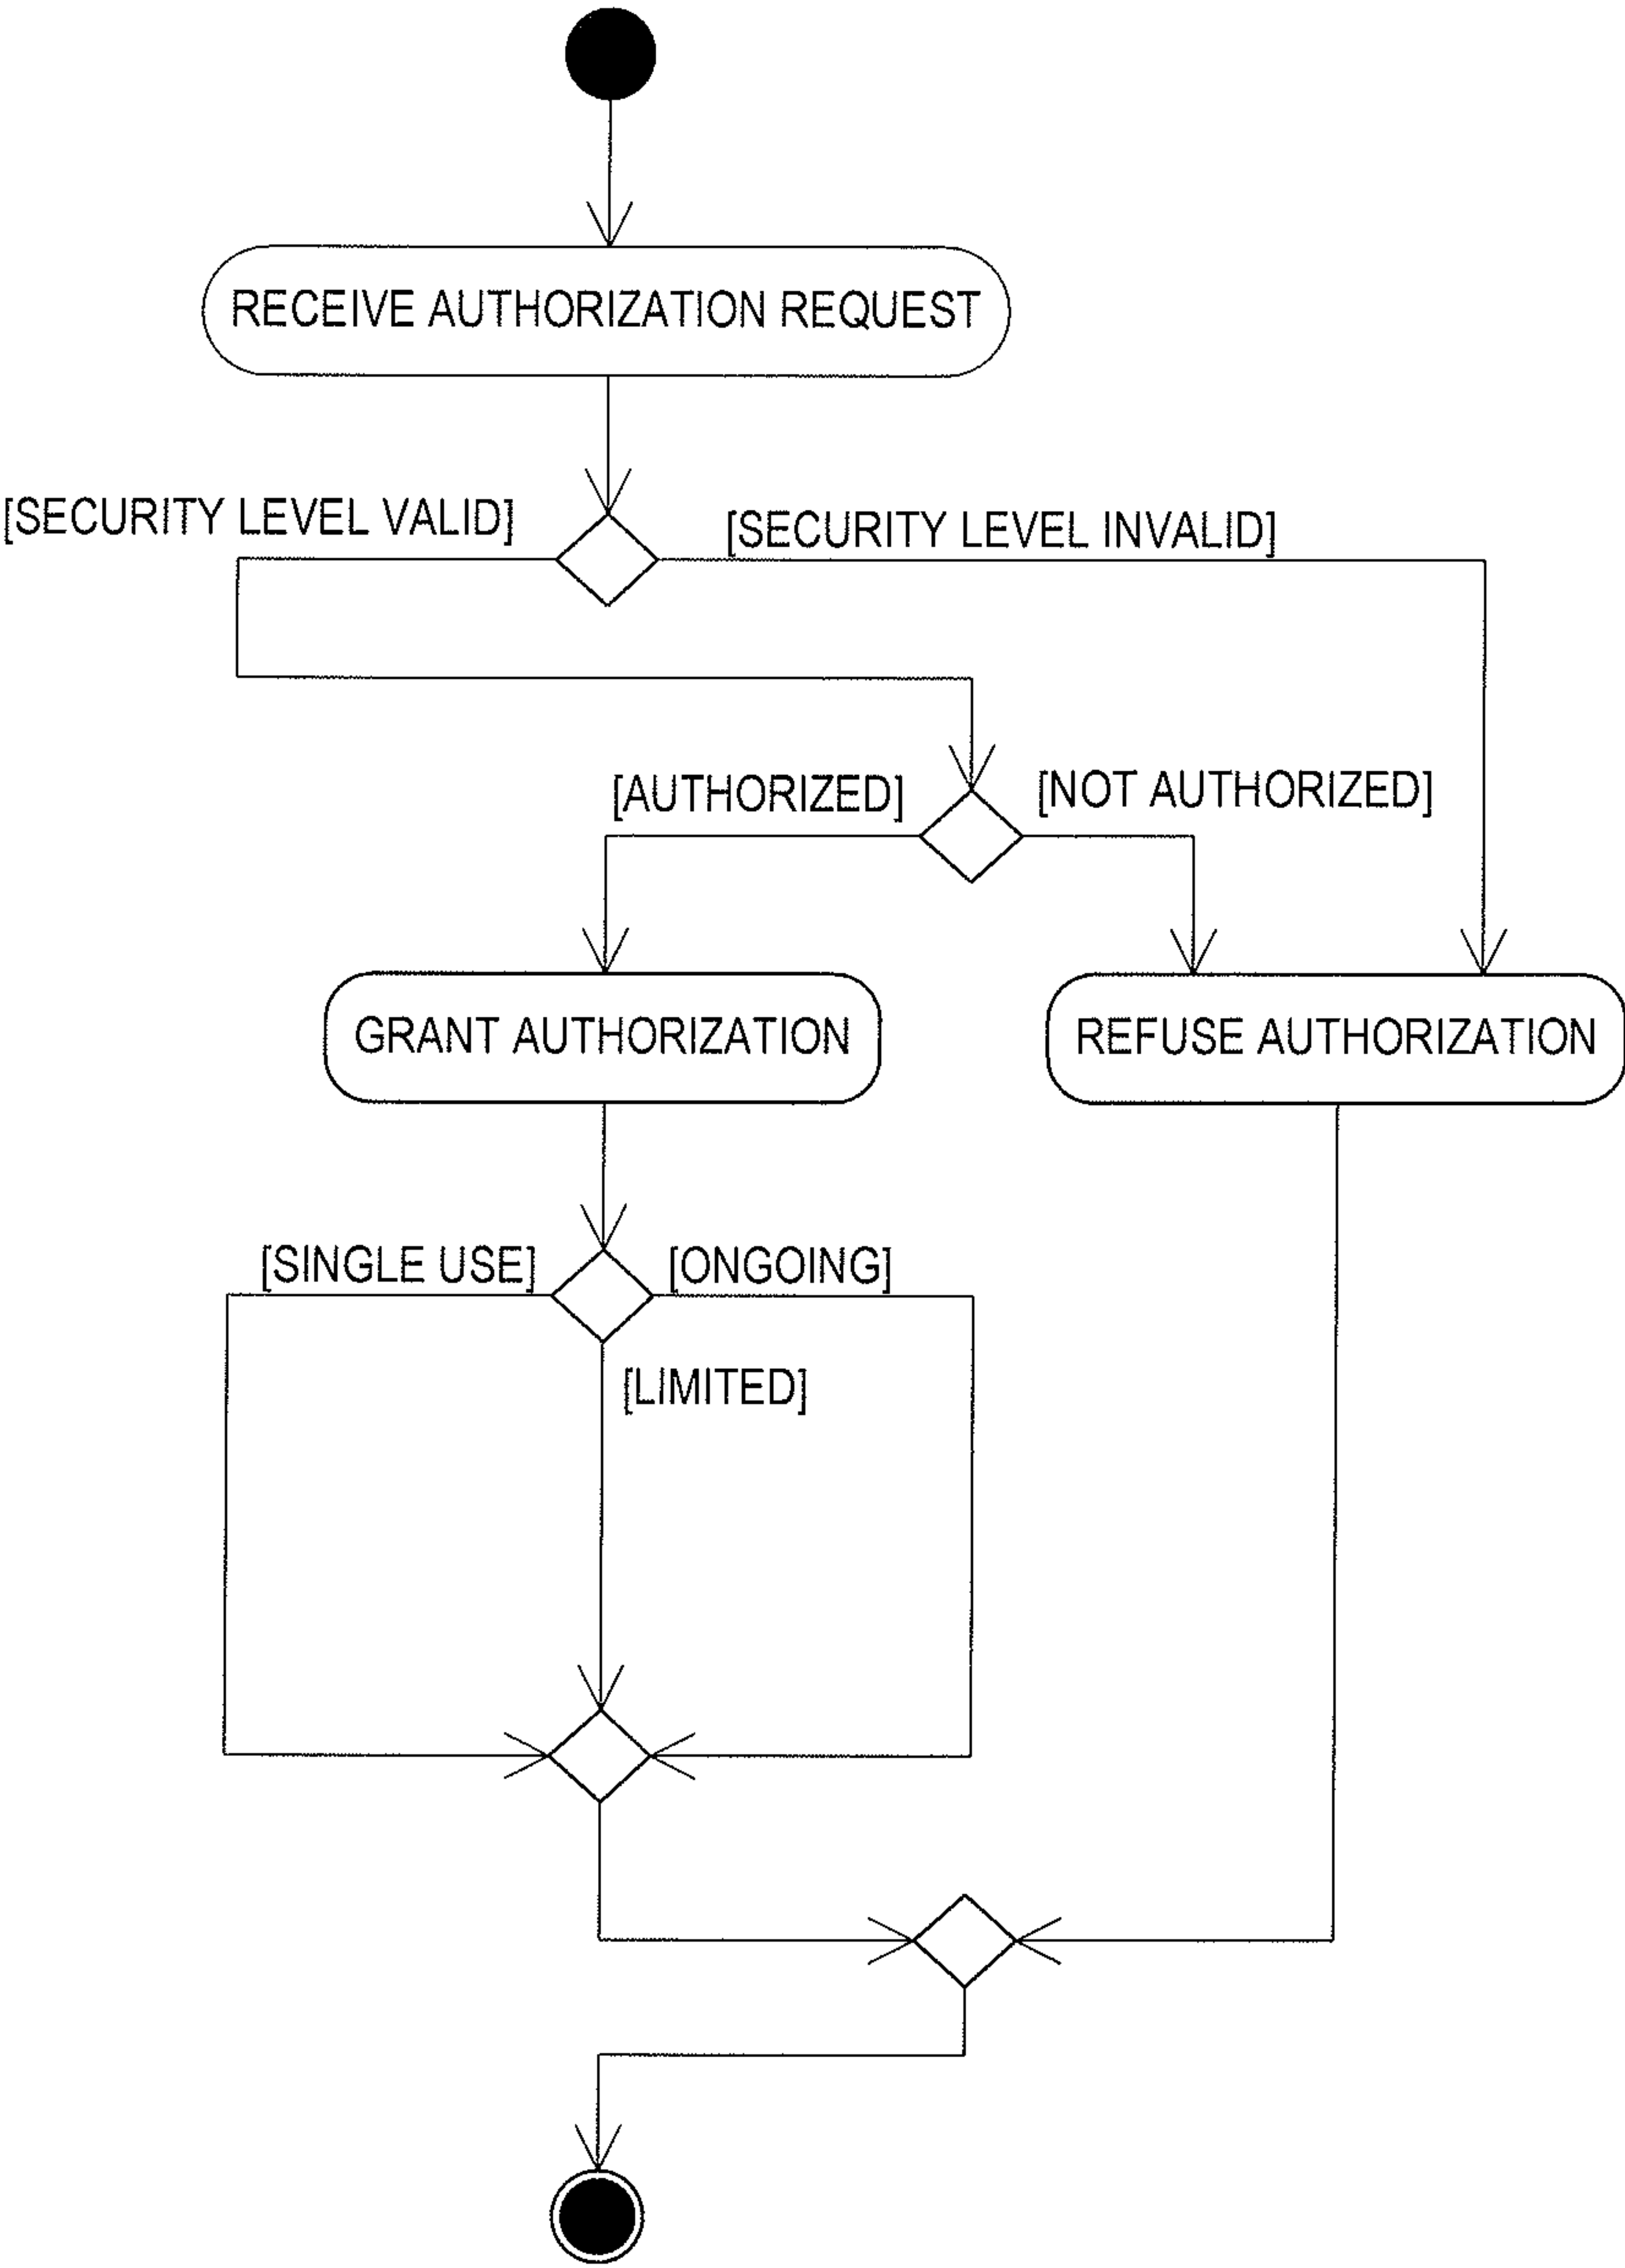 RECEIVE AUTHORIZATION REQUEST
[SECURITY LEVEL VALID]
[SECURITY LEVEL INVALID]
[AUTHORIZED]
[NOT AUTHORIZED]
GRANT AUTHORIZATION
REFUSE AUTHORIZATION
[SINGLE USE]
[ONGOING]
[LIMITED]